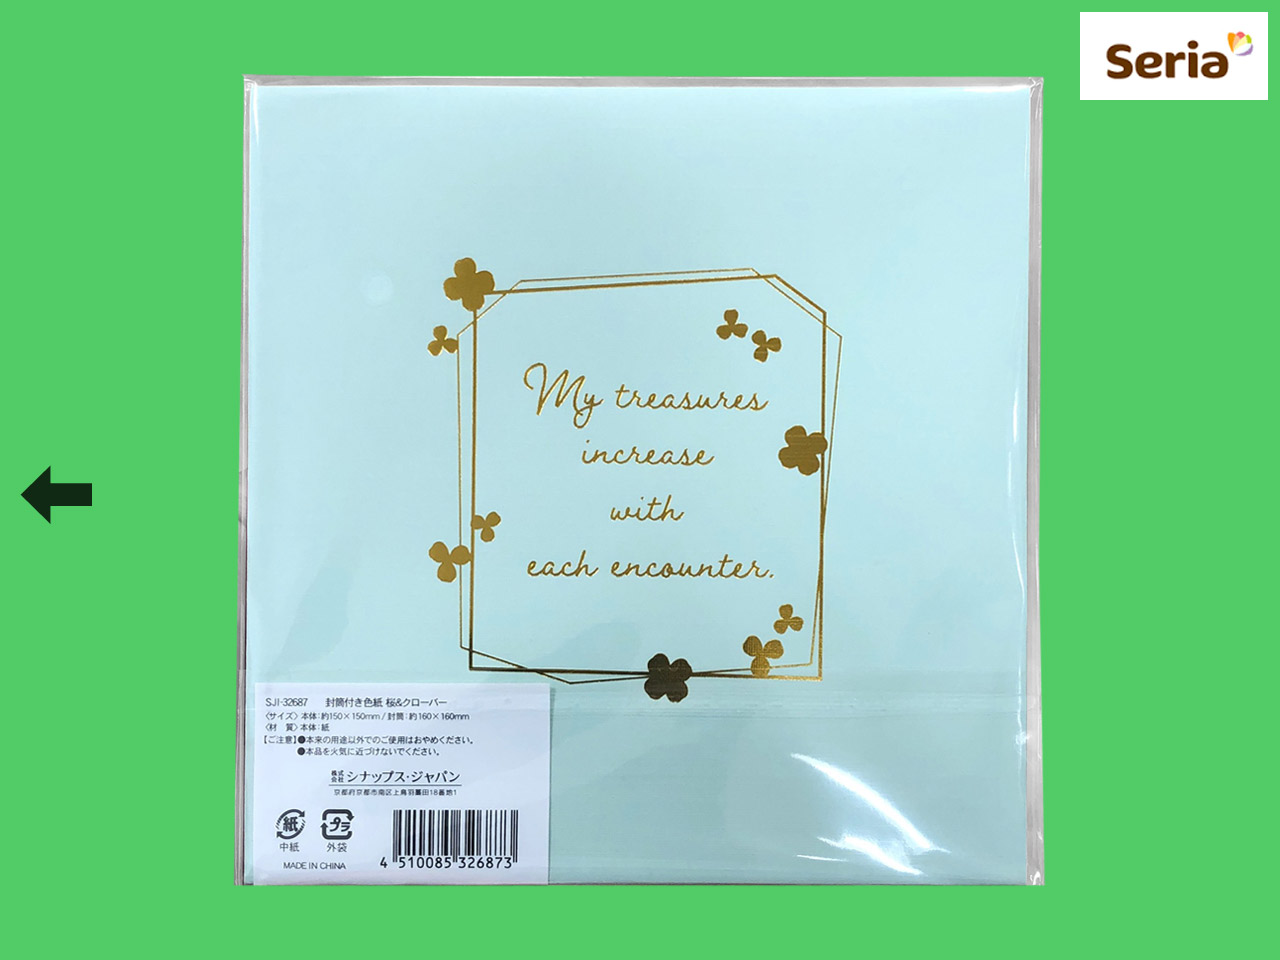 Seria
My treasures
increase
with
each encounter.
SJI-32687 封筒付き色紙 桜&クローバー
〈サイズ〉本体:約150×150mm / 封筒:約160×160mm
〈材 質〉本体:紙
【ご注意】●本来の用途以外でのご使用はおやめください。
●本品を火気に近づけないでください。
株式会社 シナップス・ジャパン
京都府京都市南区上鳥羽藁田18番地1
紙 プラ
中紙 外袋
MADE IN CHINA
4 510085 326873